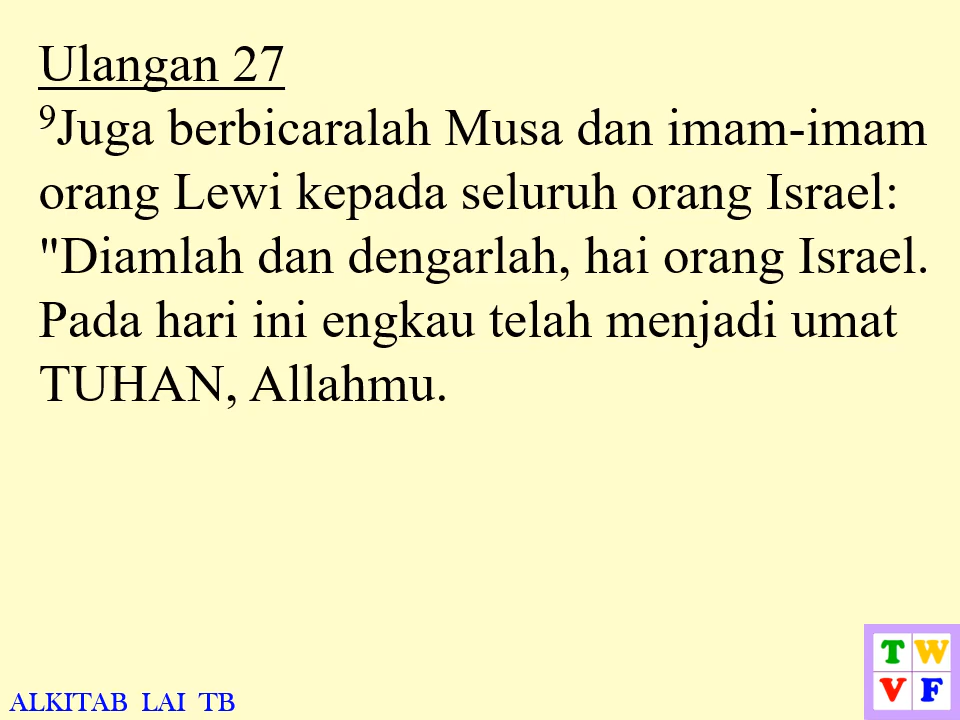 Ulangan 27
⁹Juga berbicaralah Musa dan imam-imam
orang Lewi kepada seluruh orang Israel:
"Diamlah dan dengarlah, hai orang Israel.
Pada hari ini engkau telah menjadi umat
TUHAN, Allahmu.
ALKITAB LAI TB
T W
V F